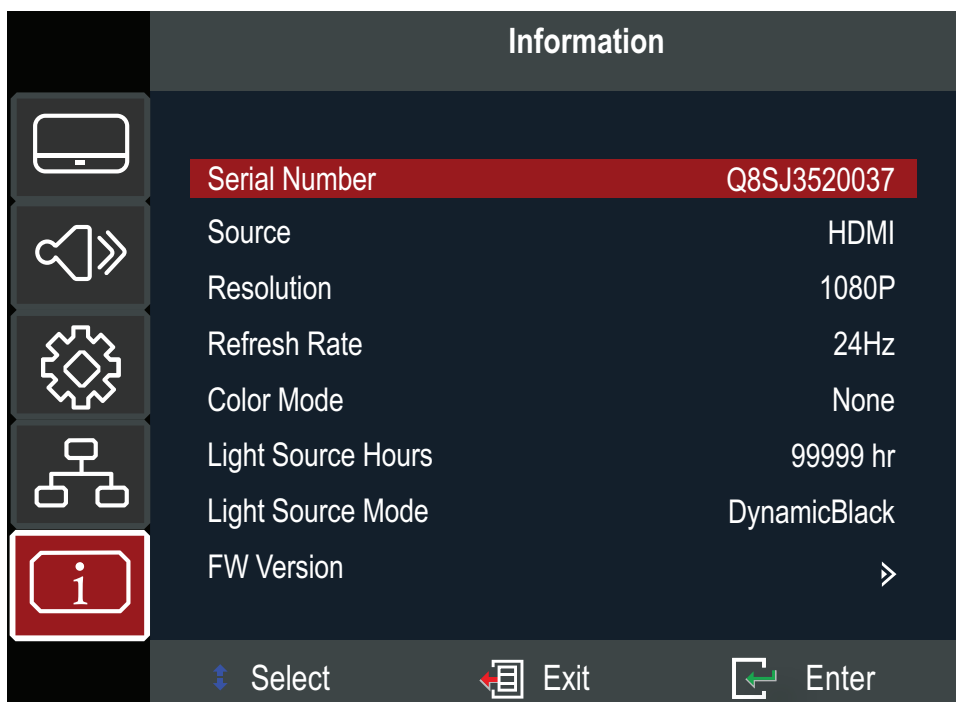 Information
Serial Number Q8SJ3520037
Source HDMI
Resolution 1080P
Refresh Rate 24Hz
Color Mode None
Light Source Hours 99999 hr
Light Source Mode DynamicBlack
FW Version
i
Select Exit Enter